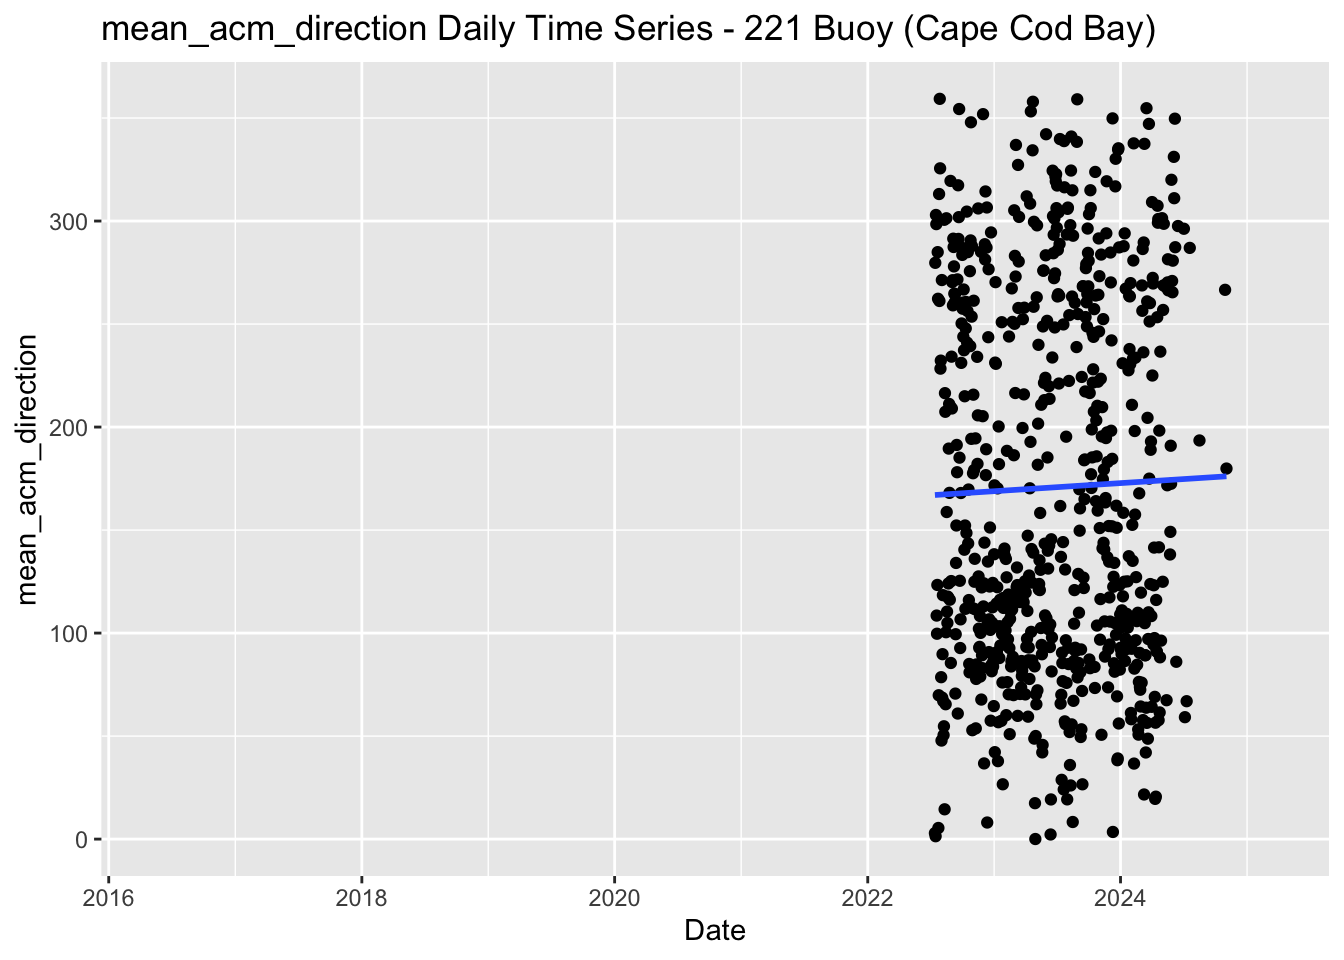 mean_acm_direction Daily Time Series - 221 Buoy (Cape Cod Bay)
mean_acm_direction
300
200
100
0
2016 2018 2020 2022 2024
Date